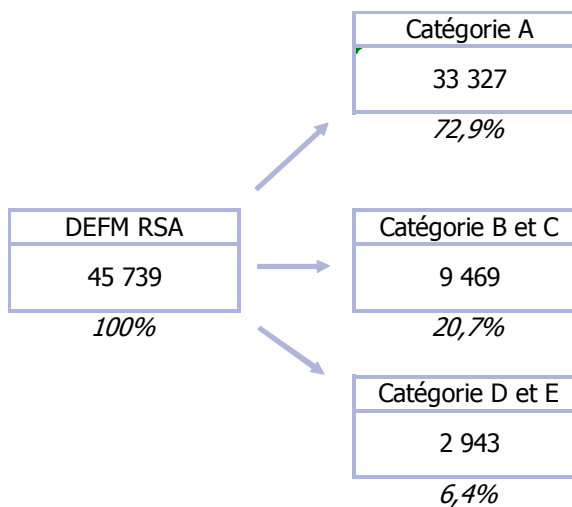 Catégorie A
33 327
72,9%
DEFM RSA
45 739
100%
Catégorie B et C
9 469
20,7%
Catégorie D et E
2 943
6,4%